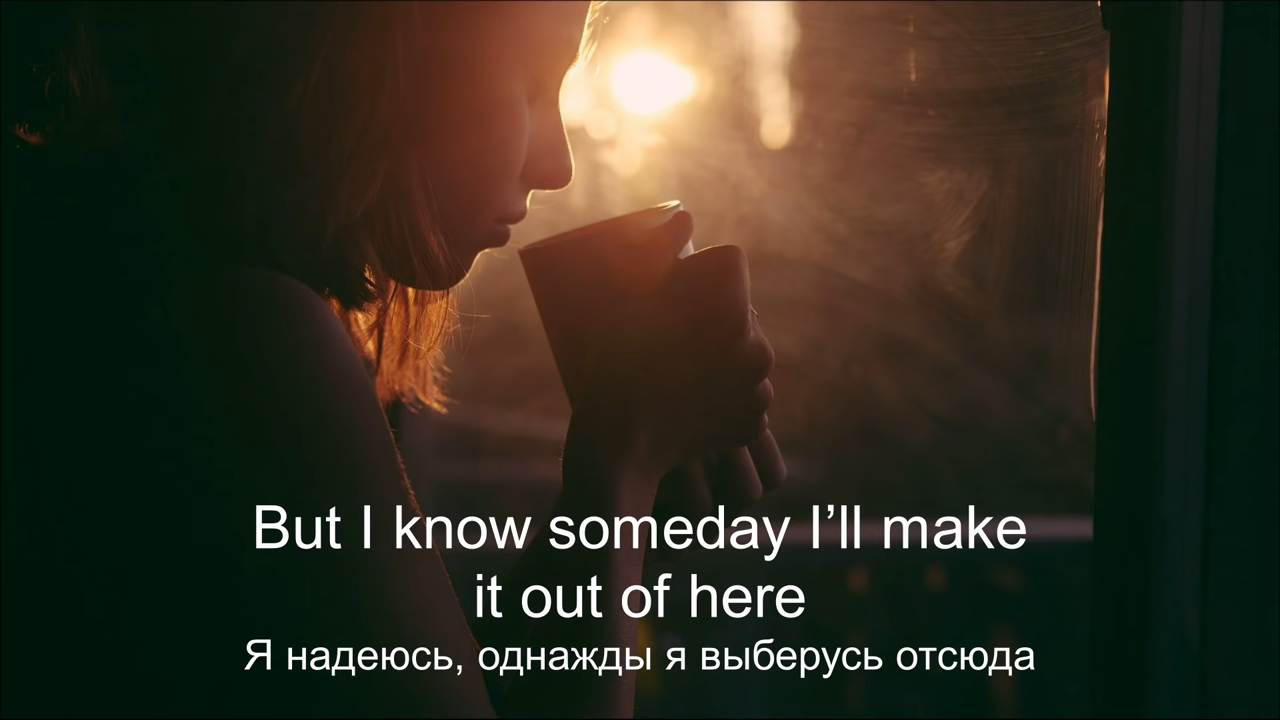 But I know someday I’ll make
it out of here
Я надеюсь, однажды я выберусь отсюда